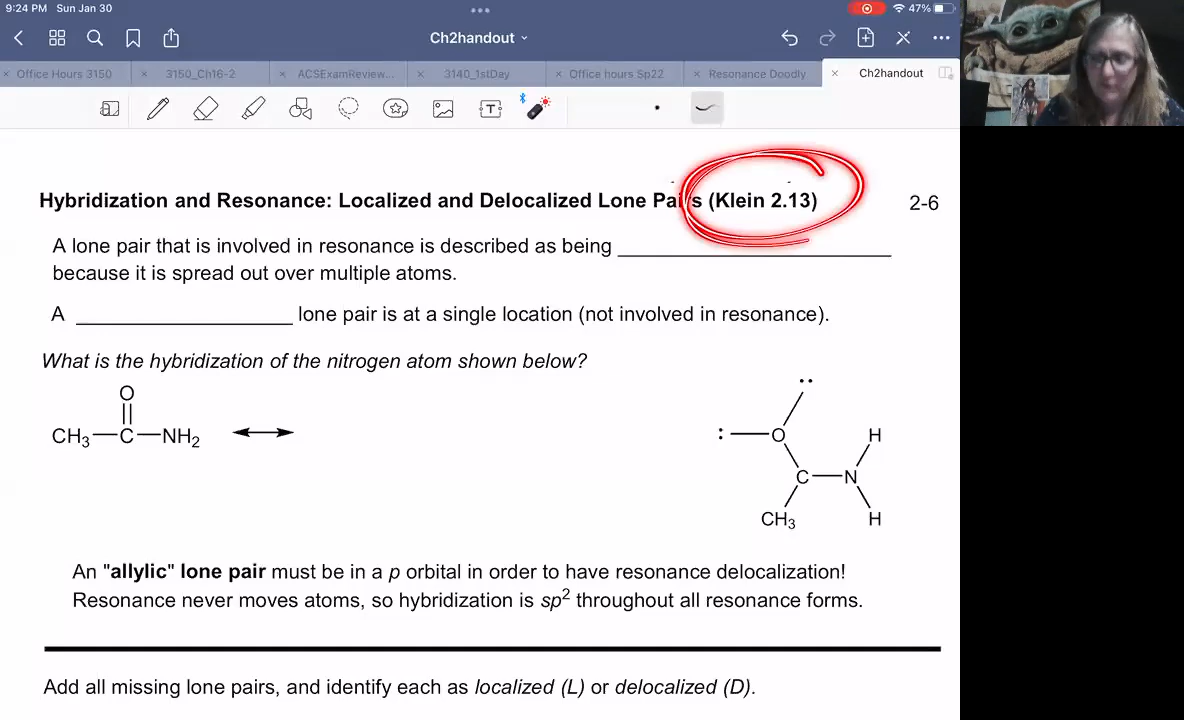 9:24 PM Sun Jan 30
47%
Ch2handout
Office Hours 3150
3150_Ch16-2
ACSExamReview...
3140_1stDay
Office hours Sp22
Resonance Doodly
Ch2handout
Hybridization and Resonance: Localized and Delocalized Lone Pairs (Klein 2.13)
2-6
A lone pair that is involved in resonance is described as being ____________________
because it is spread out over multiple atoms.
A ____________________ lone pair is at a single location (not involved in resonance).
What is the hybridization of the nitrogen atom shown below?
O
CH3—C—NH2
:—O
H
C—N
CH3
H
An "allylic" lone pair must be in a p orbital in order to have resonance delocalization!
Resonance never moves atoms, so hybridization is sp2 throughout all resonance forms.
Add all missing lone pairs, and identify each as localized (L) or delocalized (D).